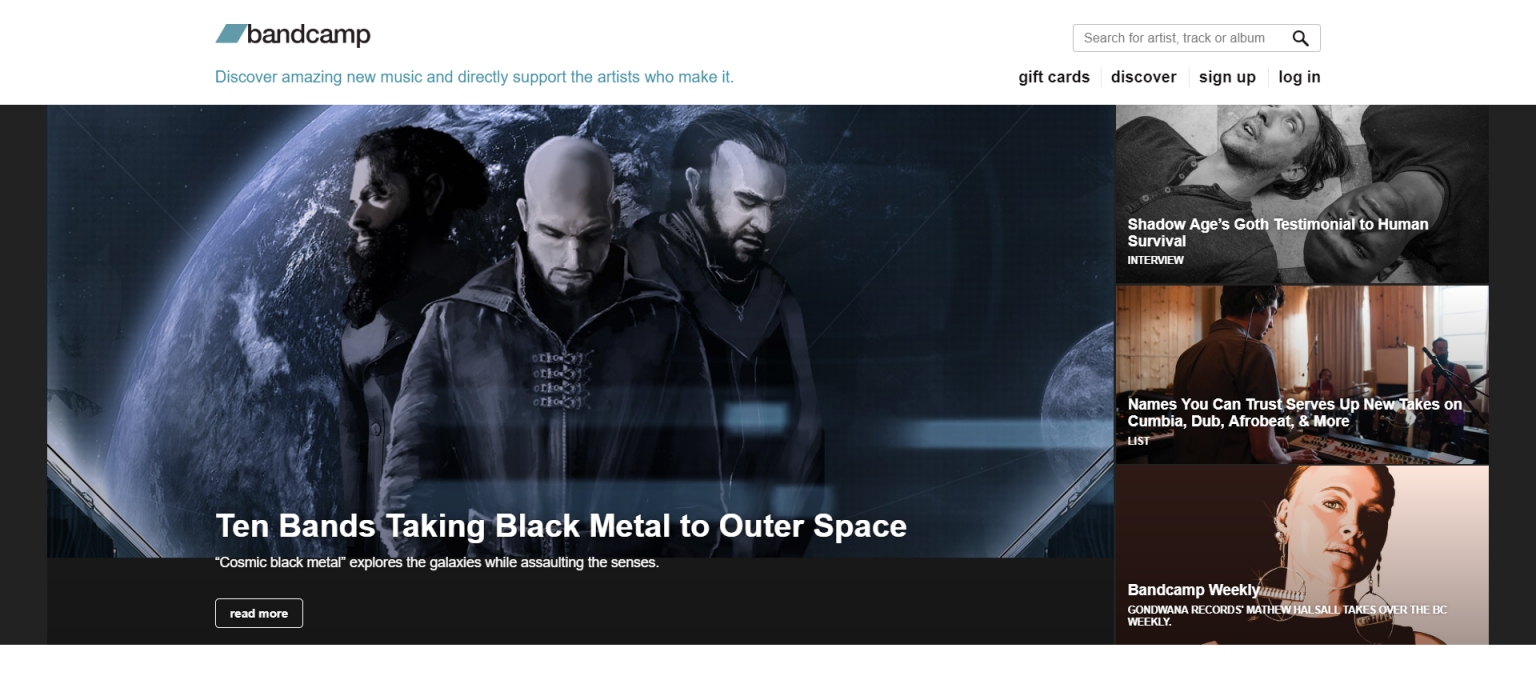 bandcamp
Search for artist, track or album
Discover amazing new music and directly support the artists who make it.
gift cards
discover
sign up
log in
Ten Bands Taking Black Metal to Outer Space
“Cosmic black metal” explores the galaxies while assaulting the senses.
read more
Shadow Age’s Goth Testimonial to Human
Survival
INTERVIEW
Names You Can Trust Serves Up New Takes on
Cumbia, Dub, Afrobeat, & More
LIST
Bandcamp Weekly
GONDWANA RECORDS' MATHEW HALSALL TAKES OVER THE BC
WEEKLY.